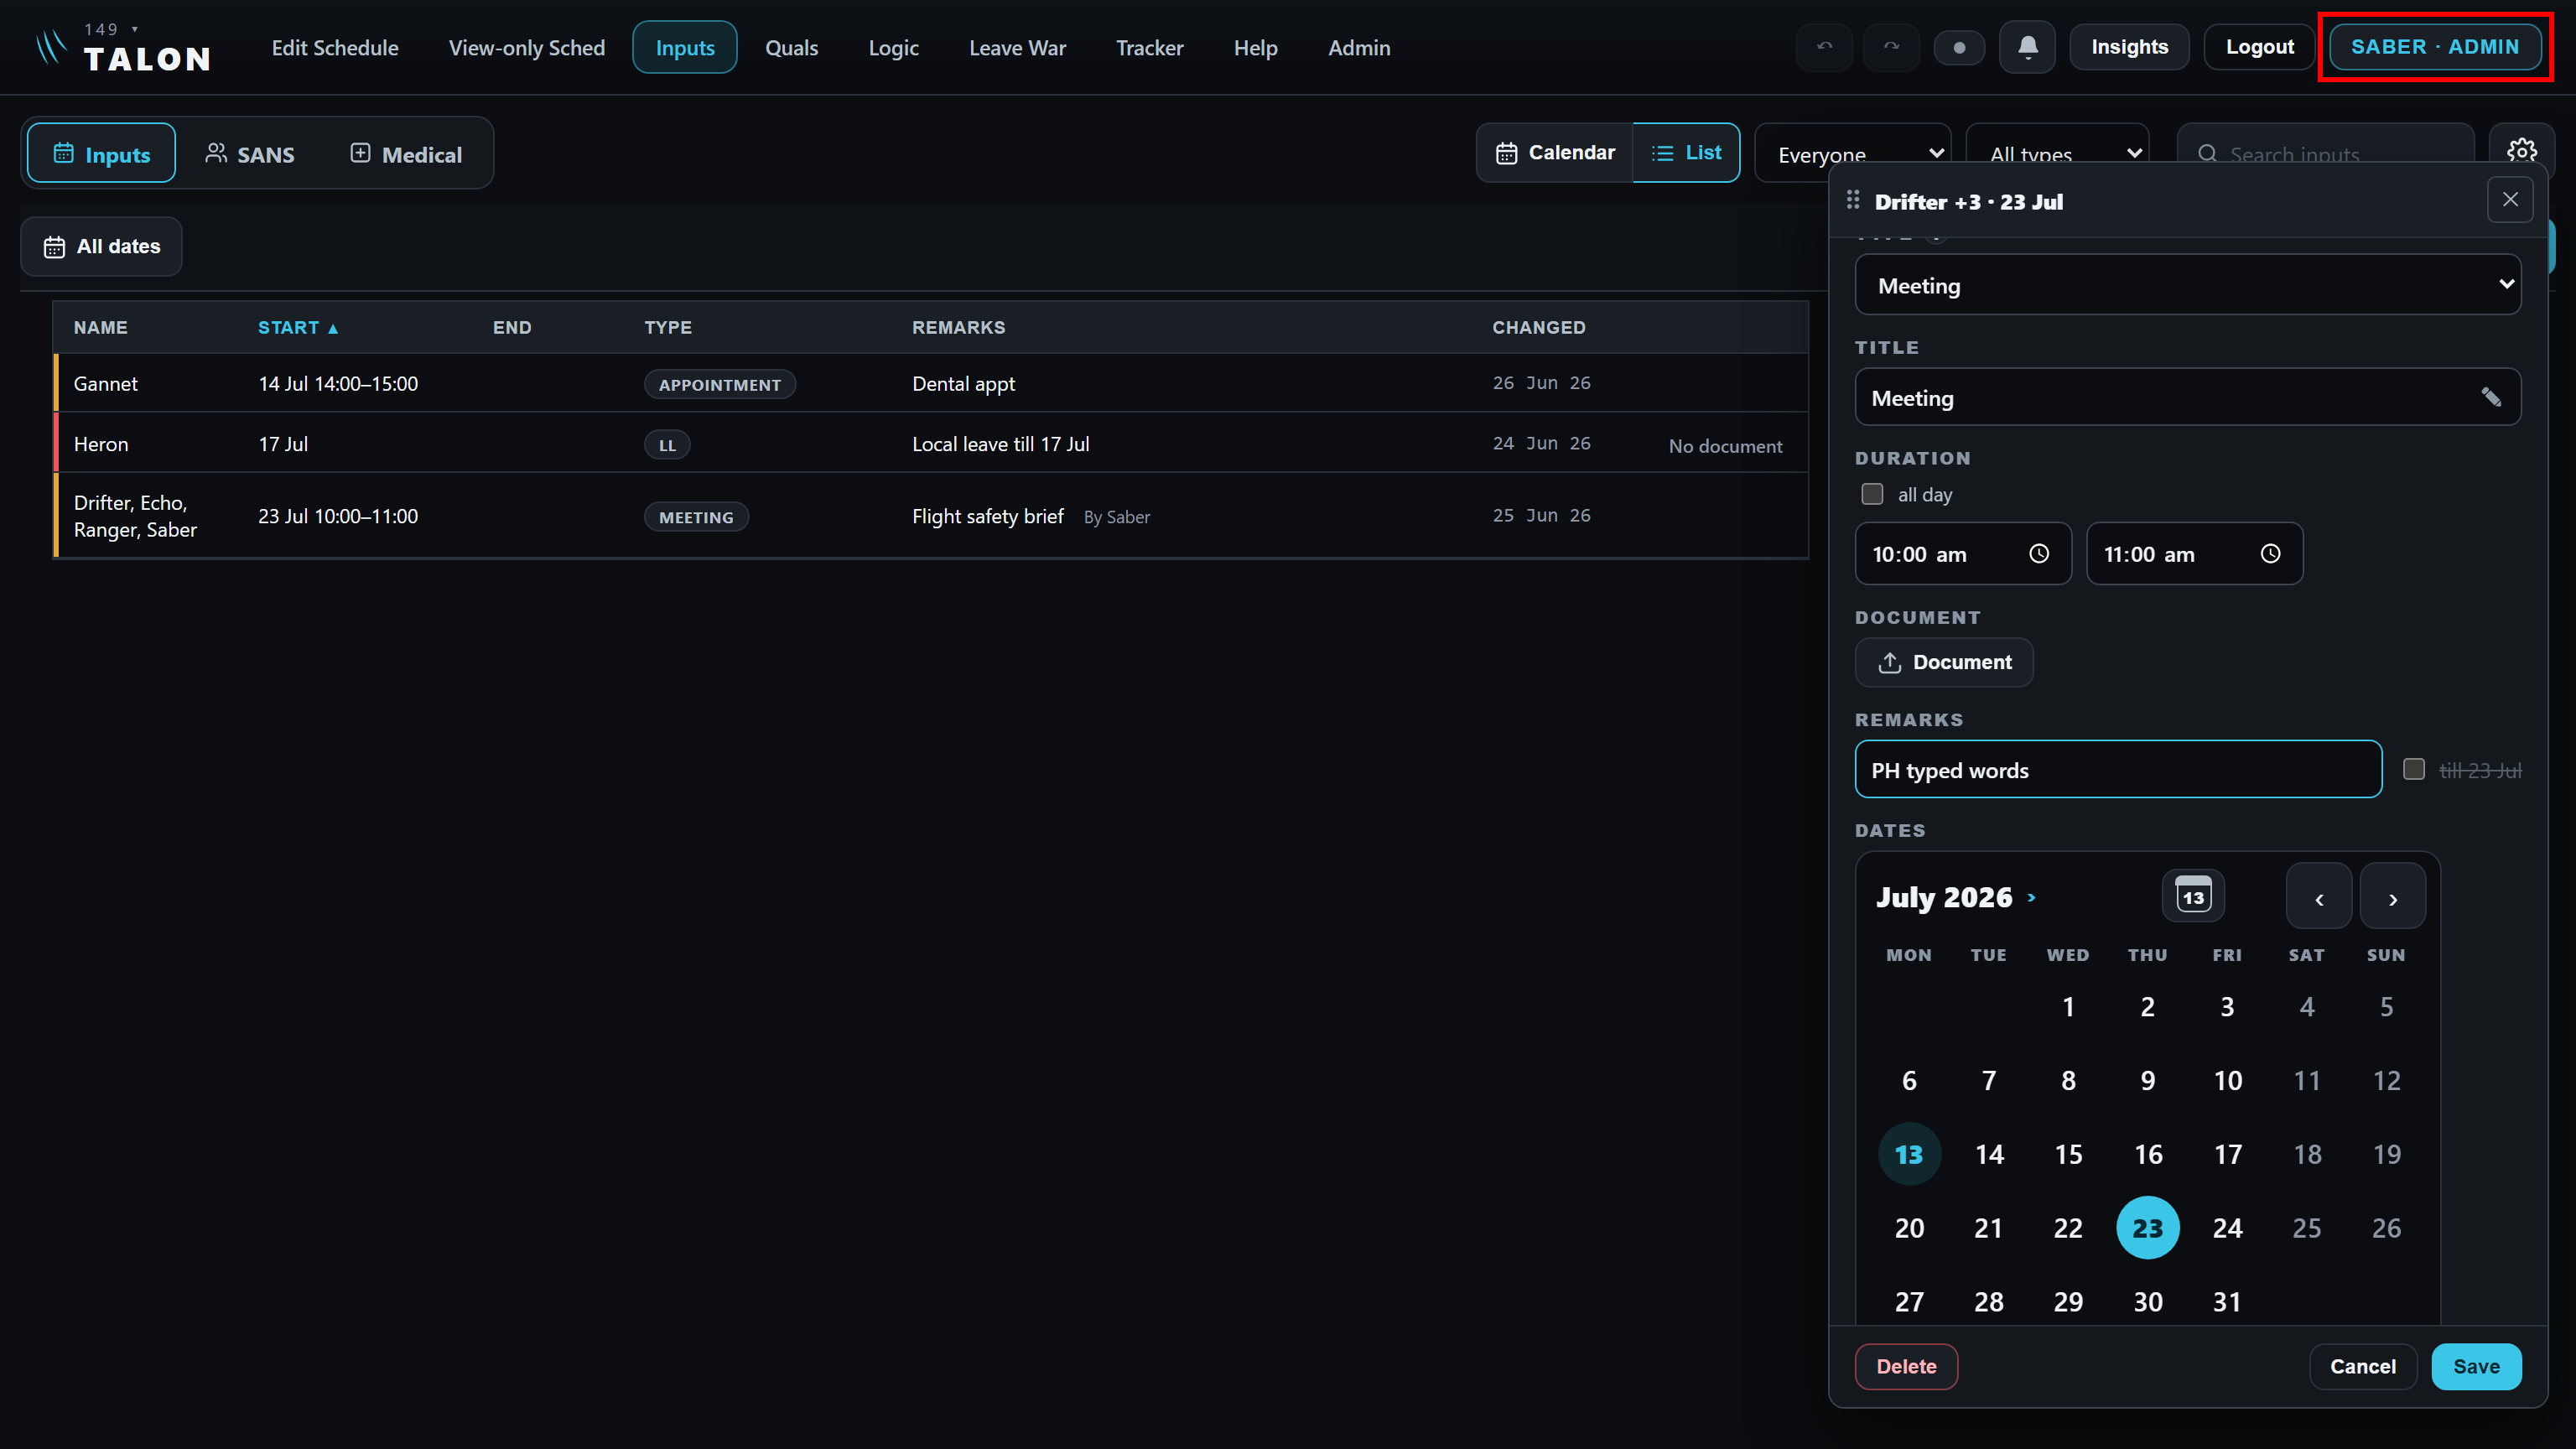 149 ▾
TALON
Edit Schedule
View-only Sched
Inputs
Quals
Logic
Leave War
Tracker
Help
Admin
Insights
Logout
SABER · ADMIN
Inputs
SANS
Medical
Calendar
List
Everyone
All types
Search inputs
All dates
NAME START ▲ END TYPE REMARKS CHANGED
Gannet 14 Jul 14:00–15:00 APPOINTMENT Dental appt 26 Jun 26
Heron 17 Jul LL Local leave till 17 Jul 24 Jun 26 No document
Drifter, Echo,
Ranger, Saber 23 Jul 10:00–11:00 MEETING Flight safety brief By Saber 25 Jun 26
Drifter +3 · 23 Jul
Meeting
TITLE
Meeting
DURATION
all day
10:00 am 11:00 am
DOCUMENT
Document
REMARKS
PH typed words till 23 Jul
DATES
July 2026 › 13 ‹ ›
MON TUE WED THU FRI SAT SUN
1 2 3 4 5
6 7 8 9 10 11 12
13 14 15 16 17 18 19
20 21 22 23 24 25 26
27 28 29 30 31
Delete Cancel Save